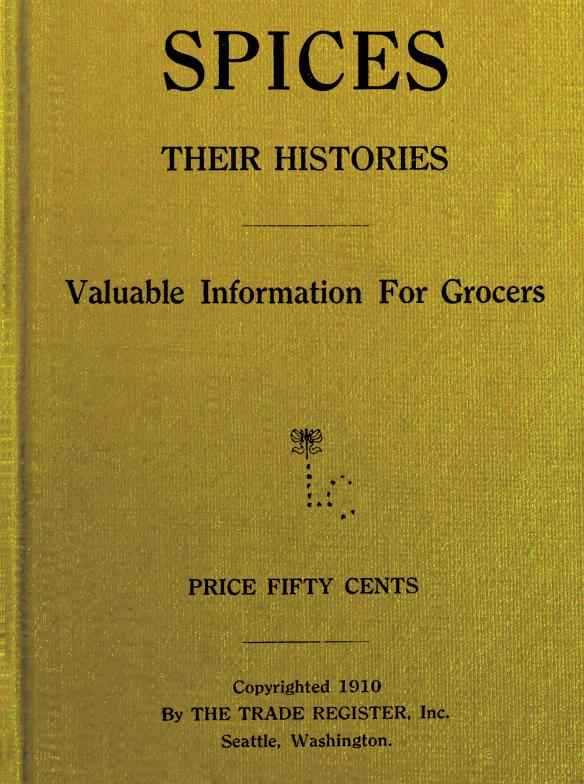 SPICES
THEIR HISTORIES
Valuable Information For Grocers
LC
PRICE FIFTY CENTS
Copyrighted 1910
By THE TRADE REGISTER, Inc.
Seattle, Washington.